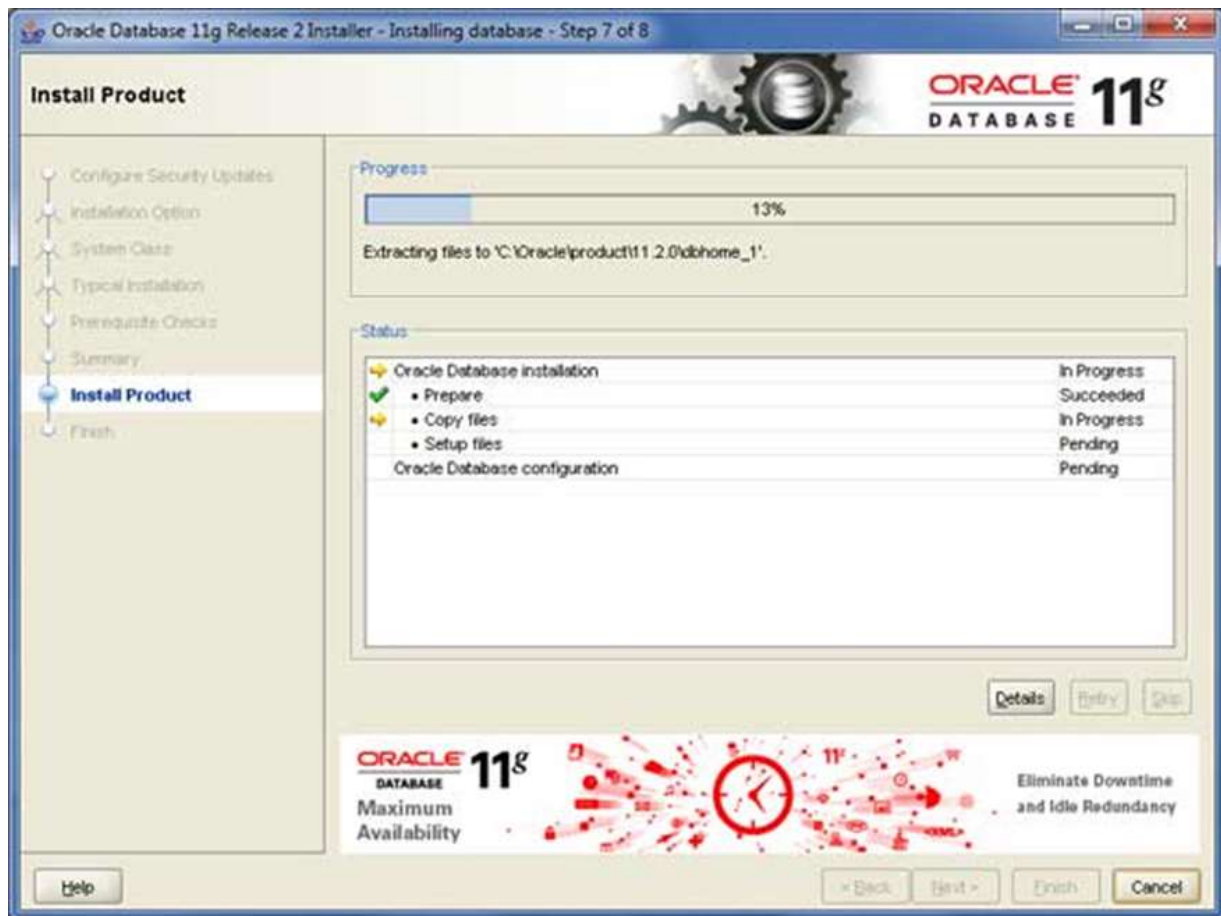 Oracle Database 11g Release 2 Installer - Installing database - Step 7 of 8
Install Product
ORACLE DATABASE 11g
Configure Security Updates
Installation Option
System Class
Typical Installation
Prerequisite Checks
Summary
Install Product
Finish
Progress
13%
Extracting files to 'C:\Oracle\product\11.2.0\dbhome_1'.
Status
Oracle Database installation In Progress
• Prepare Succeeded
• Copy files In Progress
• Setup files Pending
Oracle Database configuration Pending
Details Retry Skip
ORACLE DATABASE 11g
Maximum
Availability
11g
Eliminate Downtime
and Idle Redundancy
Help < Back Next > Finish Cancel